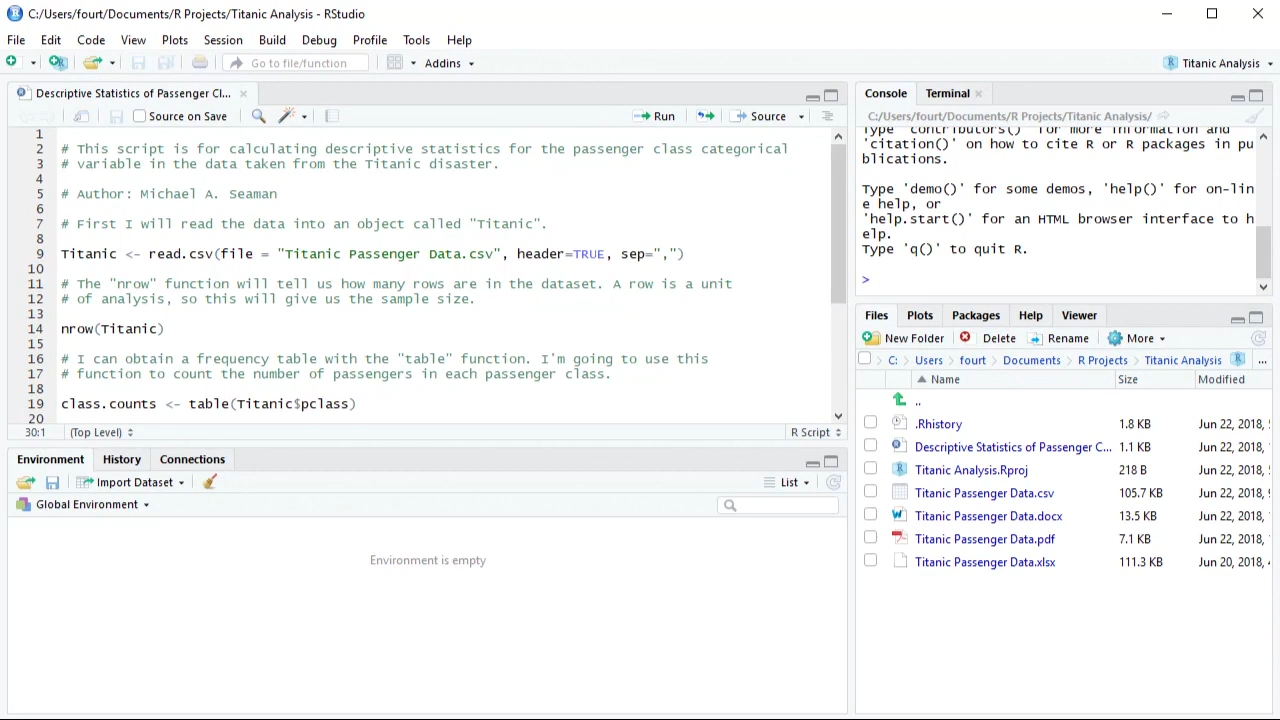 C:/Users/fourt/Documents/R Projects/Titanic Analysis - RStudio
File Edit Code View Plots Session Build Debug Profile Tools Help
Go to file/function Addins Titanic Analysis
Descriptive Statistics of Passenger Cl...
Source on Save Run Source
1
2 # This script is for calculating descriptive statistics for the passenger class categorical
3 # variable in the data taken from the Titanic disaster.
4
5 # Author: Michael A. Seaman
6
7 # First I will read the data into an object called "Titanic".
8
9 Titanic <- read.csv(file = "Titanic Passenger Data.csv", header=TRUE, sep=",")
10
11 # The "nrow" function will tell us how many rows are in the dataset. A row is a unit
12 # of analysis, so this will give us the sample size.
13
14 nrow(Titanic)
15
16 # I can obtain a frequency table with the "table" function. I'm going to use this
17 # function to count the number of passengers in each passenger class.
18
19 class.counts <- table(Titanic$pclass)
20
30:1 (Top Level) R Script
Environment History Connections
Import Dataset List
Global Environment
Environment is empty
Console Terminal
C:/Users/fourt/Documents/R Projects/Titanic Analysis/
Type 'contributors()' for more information and
'citation()' on how to cite R or R packages in pu
blications.
Type 'demo()' for some demos, 'help()' for on-lin
e help, or
'help.start()' for an HTML browser interface to h
elp.
Type 'q()' to quit R.
>
Files Plots Packages Help Viewer
New Folder Delete Rename More
C: Users fourt Documents R Projects Titanic Analysis ...
Name Size Modified
..
.Rhistory 1.8 KB Jun 22, 2018,
Descriptive Statistics of Passenger C... 1.1 KB Jun 22, 2018,
Titanic Analysis.Rproj 218 B Jun 22, 2018,
Titanic Passenger Data.csv 105.7 KB Jun 22, 2018,
Titanic Passenger Data.docx 13.5 KB Jun 22, 2018,
Titanic Passenger Data.pdf 7.1 KB Jun 22, 2018,
Titanic Passenger Data.xlsx 111.3 KB Jun 20, 2018,